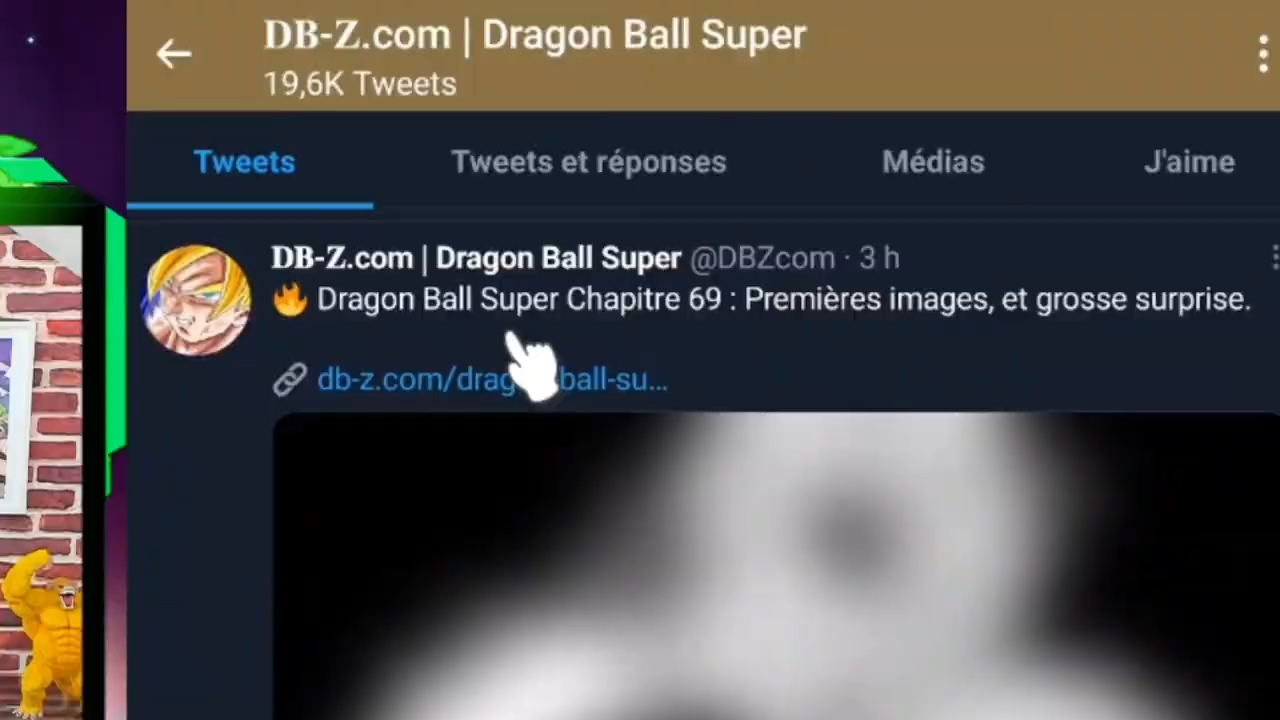 DB-Z.com | Dragon Ball Super
19,6K Tweets
Tweets Tweets et réponses Médias J'aime
DB-Z.com | Dragon Ball Super @DBZcom · 3 h
🔥 Dragon Ball Super Chapitre 69 : Premières images, et grosse surprise.
🔗 db-z.com/drag ball-su...